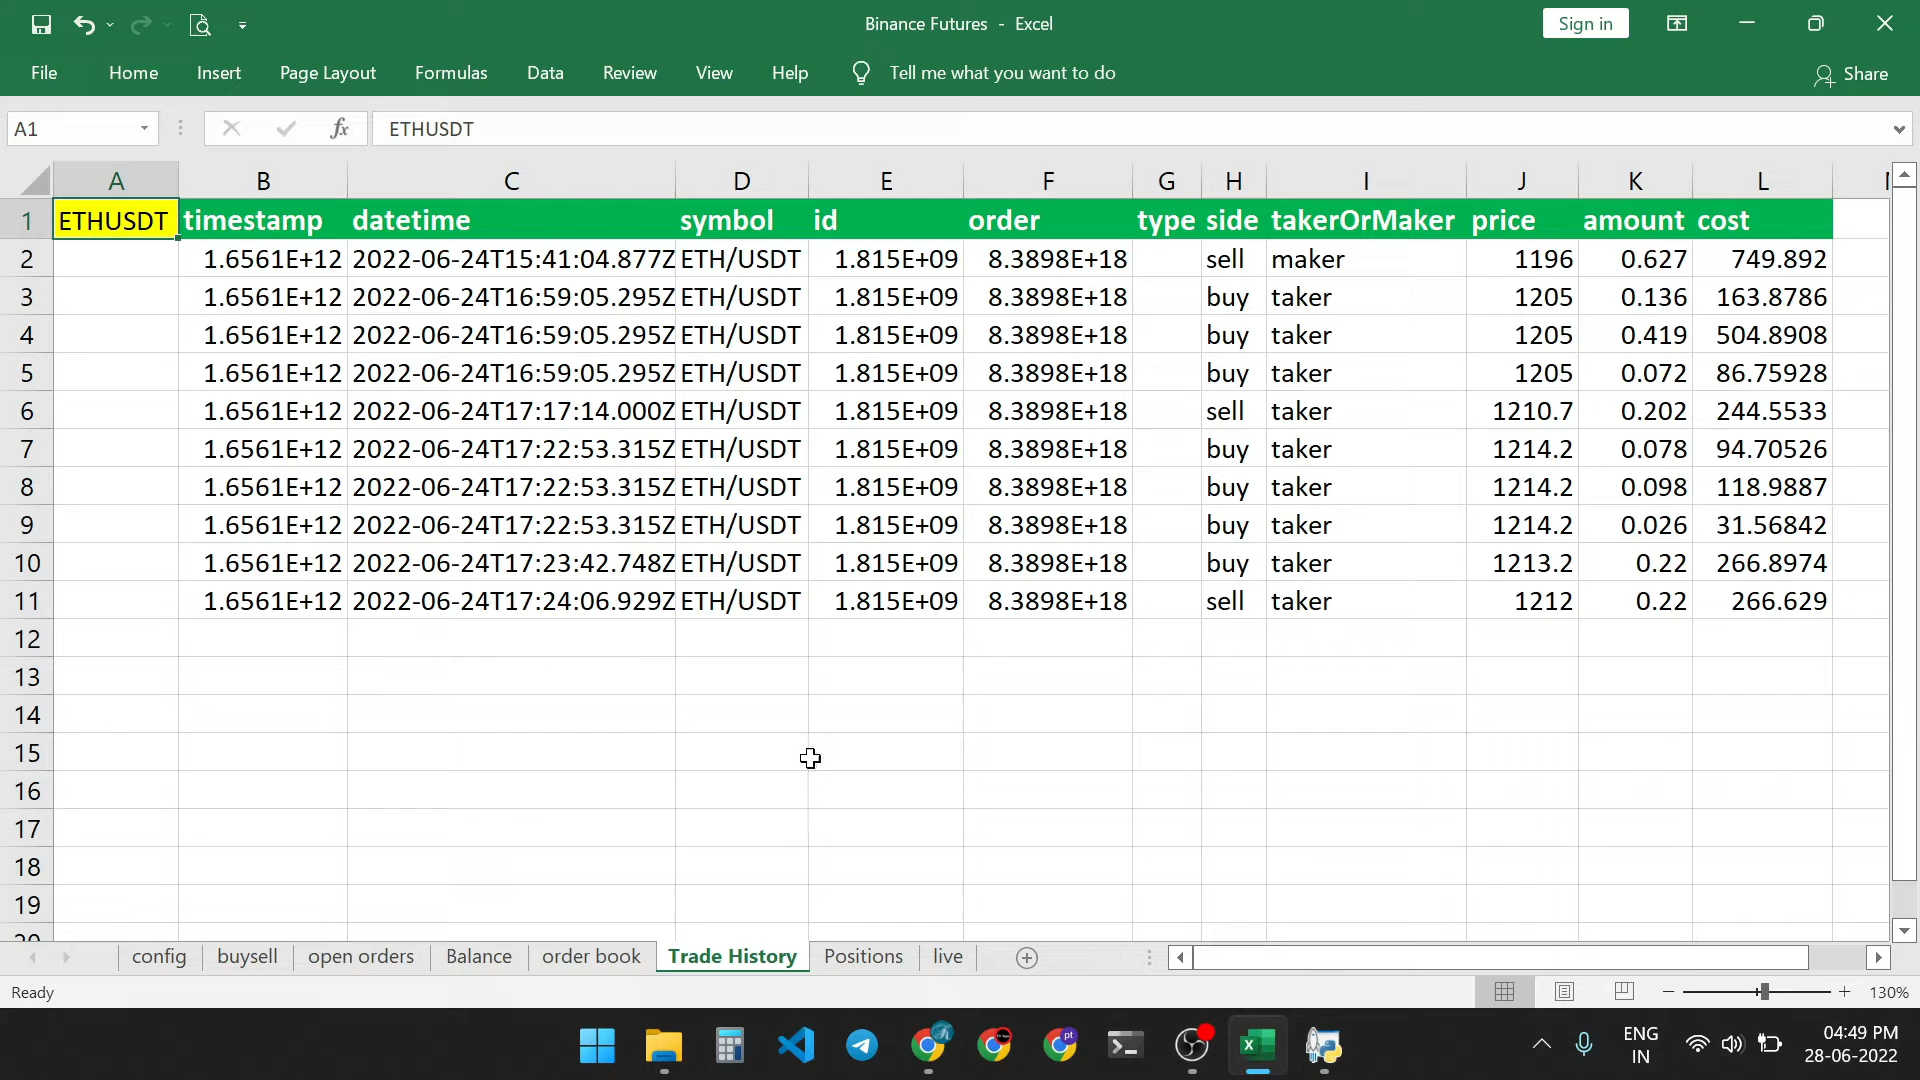 Binance Futures - Excel
Sign in
File Home Insert Page Layout Formulas Data Review View Help Tell me what you want to do Share
A1 fx ETHUSDT
A B C D E F G H I J K L
1 ETHUSDT timestamp datetime symbol id order type side takerOrMaker price amount cost
2 1.6561E+12 2022-06-24T15:41:04.877Z ETH/USDT 1.815E+09 8.3898E+18 sell maker 1196 0.627 749.892
3 1.6561E+12 2022-06-24T16:59:05.295Z ETH/USDT 1.815E+09 8.3898E+18 buy taker 1205 0.136 163.8786
4 1.6561E+12 2022-06-24T16:59:05.295Z ETH/USDT 1.815E+09 8.3898E+18 buy taker 1205 0.419 504.8908
5 1.6561E+12 2022-06-24T16:59:05.295Z ETH/USDT 1.815E+09 8.3898E+18 buy taker 1205 0.072 86.75928
6 1.6561E+12 2022-06-24T17:17:14.000Z ETH/USDT 1.815E+09 8.3898E+18 sell taker 1210.7 0.202 244.5533
7 1.6561E+12 2022-06-24T17:22:53.315Z ETH/USDT 1.815E+09 8.3898E+18 buy taker 1214.2 0.078 94.70526
8 1.6561E+12 2022-06-24T17:22:53.315Z ETH/USDT 1.815E+09 8.3898E+18 buy taker 1214.2 0.098 118.9887
9 1.6561E+12 2022-06-24T17:22:53.315Z ETH/USDT 1.815E+09 8.3898E+18 buy taker 1214.2 0.026 31.56842
10 1.6561E+12 2022-06-24T17:23:42.748Z ETH/USDT 1.815E+09 8.3898E+18 buy taker 1213.2 0.22 266.8974
11 1.6561E+12 2022-06-24T17:24:06.929Z ETH/USDT 1.815E+09 8.3898E+18 sell taker 1212 0.22 266.629
12
13
14
15
16
17
18
19
config buysell open orders Balance order book Trade History Positions live
Ready 130%
pt
ENG
IN
04:49 PM
28-06-2022